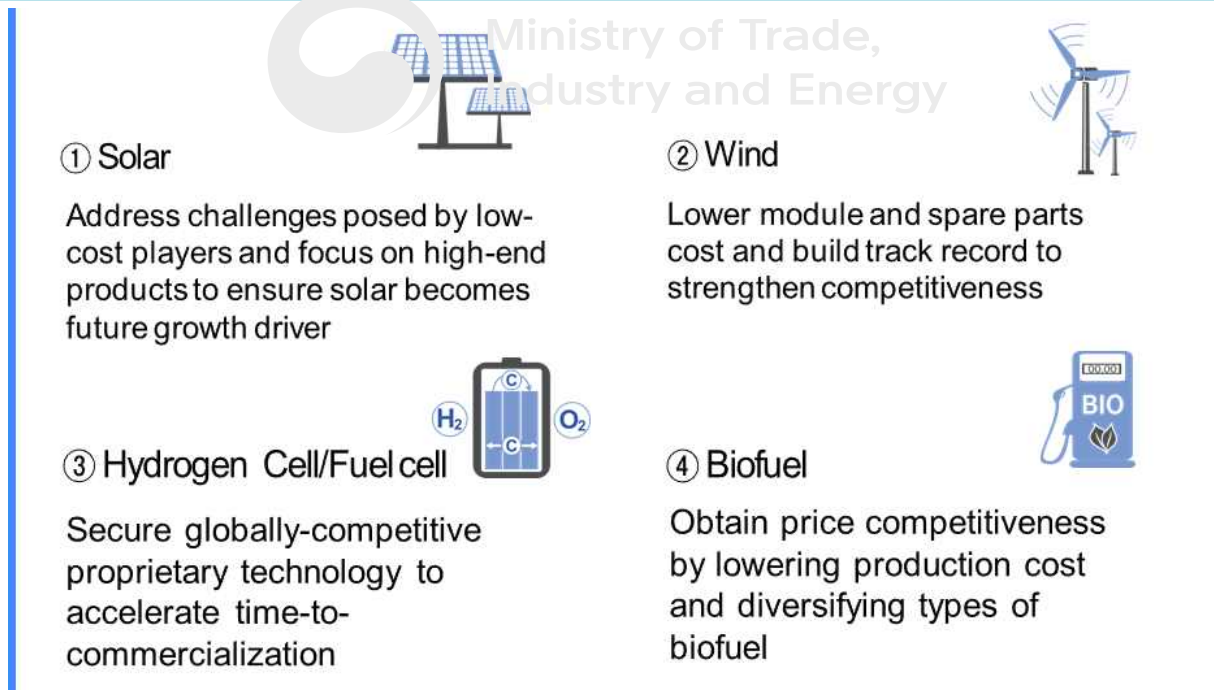 Ministry of Trade,
Industry and Energy
① Solar
Address challenges posed by low-
cost players and focus on high-end
products to ensure solar becomes
future growth driver
② Wind
Lower module and spare parts
cost and build track record to
strengthen competitiveness
③ Hydrogen Cell/Fuel cell
H₂
C
O₂
C
Secure globally-competitive
proprietary technology to
accelerate time-to-
commercialization
④ Biofuel
00.00
BIO
Obtain price competitiveness
by lowering production cost
and diversifying types of
biofuel